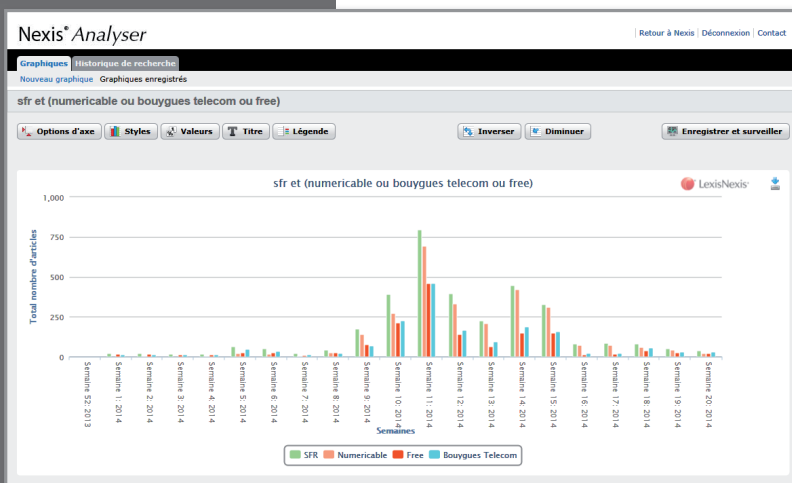 Nexis® Analyser
Retour à Nexis | Déconnexion | Contact
Graphiques Historique de recherche
Nouveau graphique Graphiques enregistrés
sfr et (numericable ou bouygues telecom ou free)
Options d'axe Styles Valeurs Titre Légende Inverser Diminuer Enregistrer et surveiller
sfr et (numericable ou bouygues telecom ou free)
LexisNexis®
1,000
750
500
250
0
Total nombre d'articles
Semaine 52: 2013
Semaine 1: 2014
Semaine 2: 2014
Semaine 3: 2014
Semaine 4: 2014
Semaine 5: 2014
Semaine 6: 2014
Semaine 7: 2014
Semaine 8: 2014
Semaine 9: 2014
Semaine 10: 2014
Semaine 11: 2014
Semaine 12: 2014
Semaine 13: 2014
Semaine 14: 2014
Semaine 15: 2014
Semaine 16: 2014
Semaine 17: 2014
Semaine 18: 2014
Semaine 19: 2014
Semaine 20: 2014
Semaines
SFR Numericable Free Bouygues Telecom